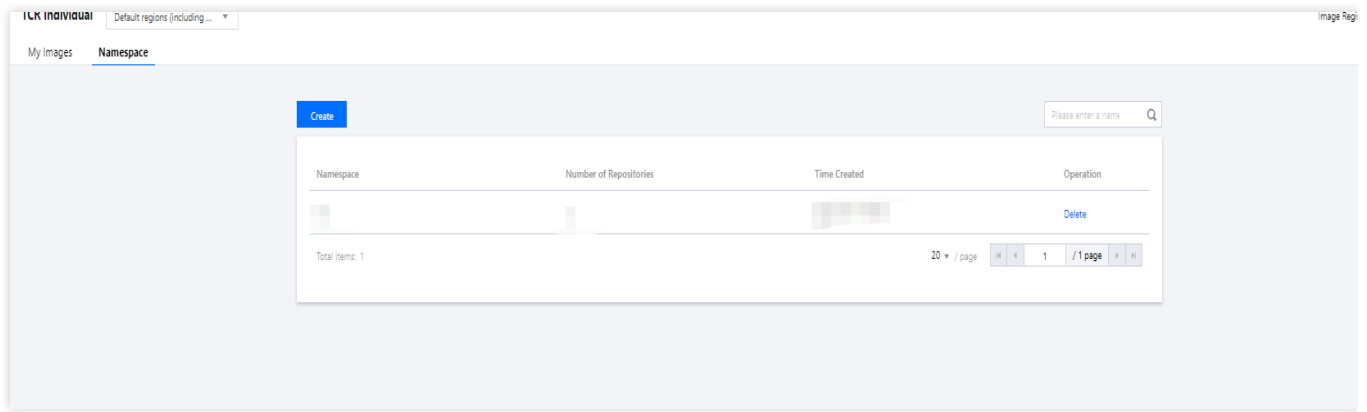 TCR Individual Default regions (including ... Image Regi
My Images Namespace
Create Please enter a name
Namespace Number of Repositories Time Created Operation
Delete
Total items: 1 20 / page 1 / 1 page